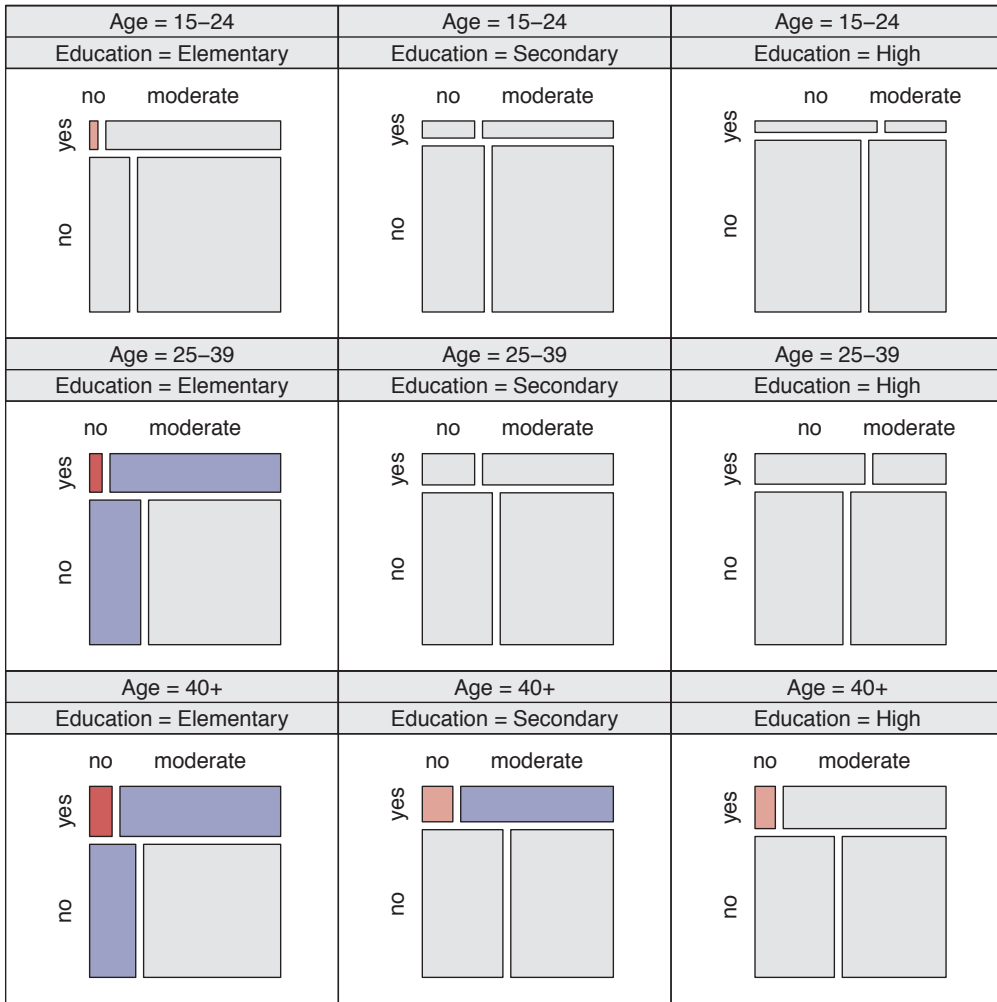 Age = 15–24
Education = Elementary
no moderate
yes
no
Age = 15–24
Education = Secondary
no moderate
yes
no
Age = 15–24
Education = High
no moderate
yes
no
Age = 25–39
Education = Elementary
no moderate
yes
no
Age = 25–39
Education = Secondary
no moderate
yes
no
Age = 25–39
Education = High
no moderate
yes
no
Age = 40+
Education = Elementary
no moderate
yes
no
Age = 40+
Education = Secondary
no moderate
yes
no
Age = 40+
Education = High
no moderate
yes
no